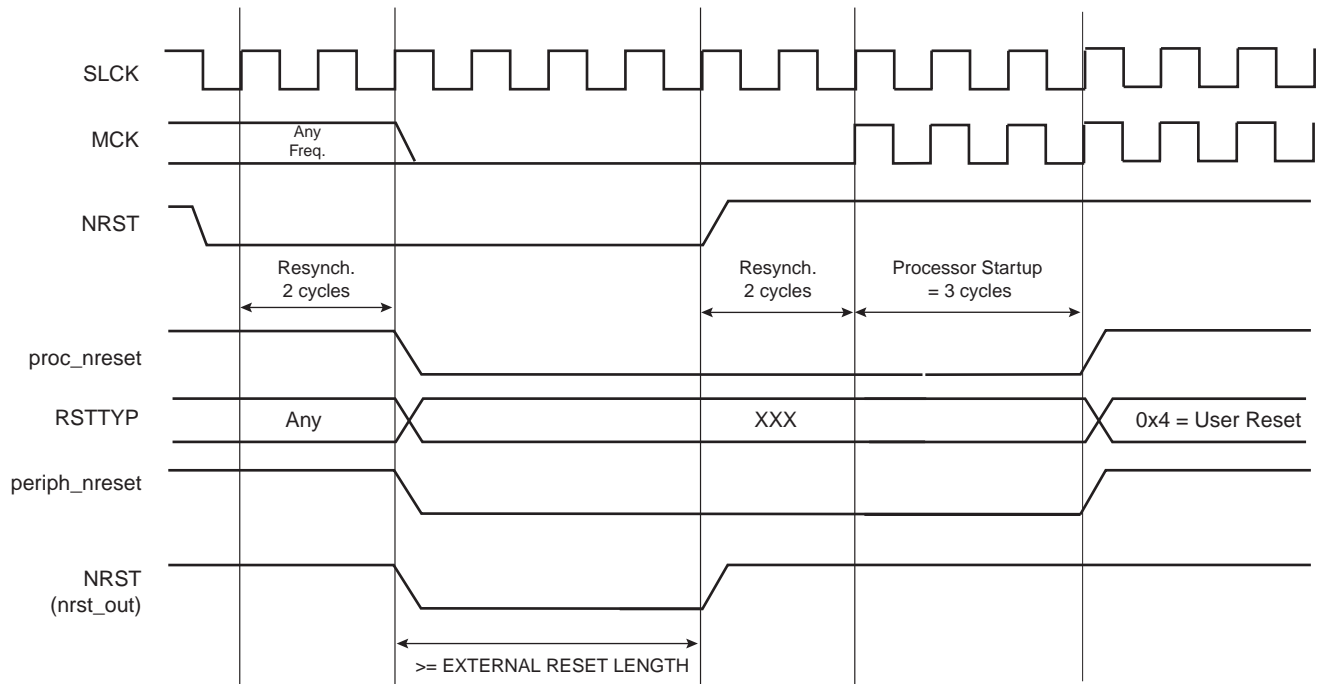 SLCK
MCK
Any
Freq.
NRST
Resynch.
2 cycles
Resynch.
2 cycles
Processor Startup
= 3 cycles
proc_nreset
RSTTYP
Any
XXX
0x4 = User Reset
periph_nreset
NRST
(nrst_out)
>= EXTERNAL RESET LENGTH